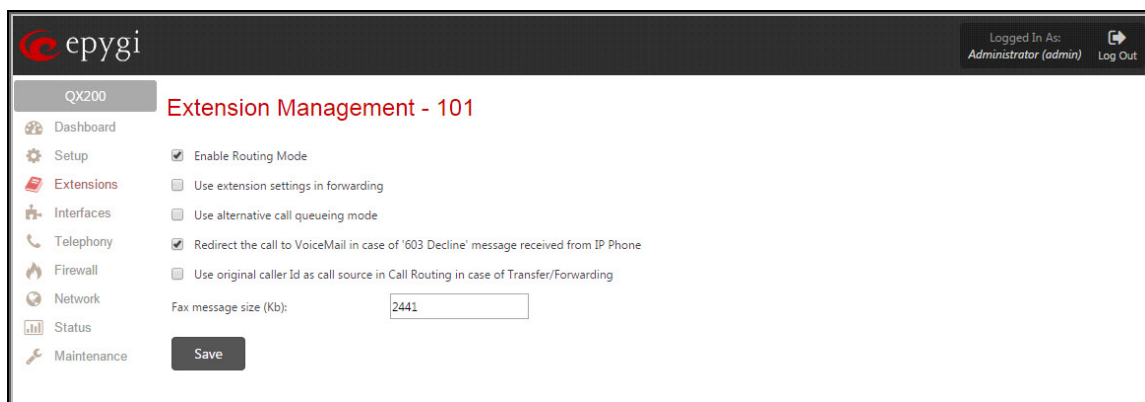 epygi
Logged In As:
Administrator (admin)
Log Out
QX200
Dashboard
Setup
Extensions
Interfaces
Telephony
Firewall
Network
Status
Maintenance
Extension Management - 101
Enable Routing Mode
Use extension settings in forwarding
Use alternative call queueing mode
Redirect the call to VoiceMail in case of '603 Decline' message received from IP Phone
Use original caller Id as call source in Call Routing in case of Transfer/Forwarding
Fax message size (Kb): 2441
Save